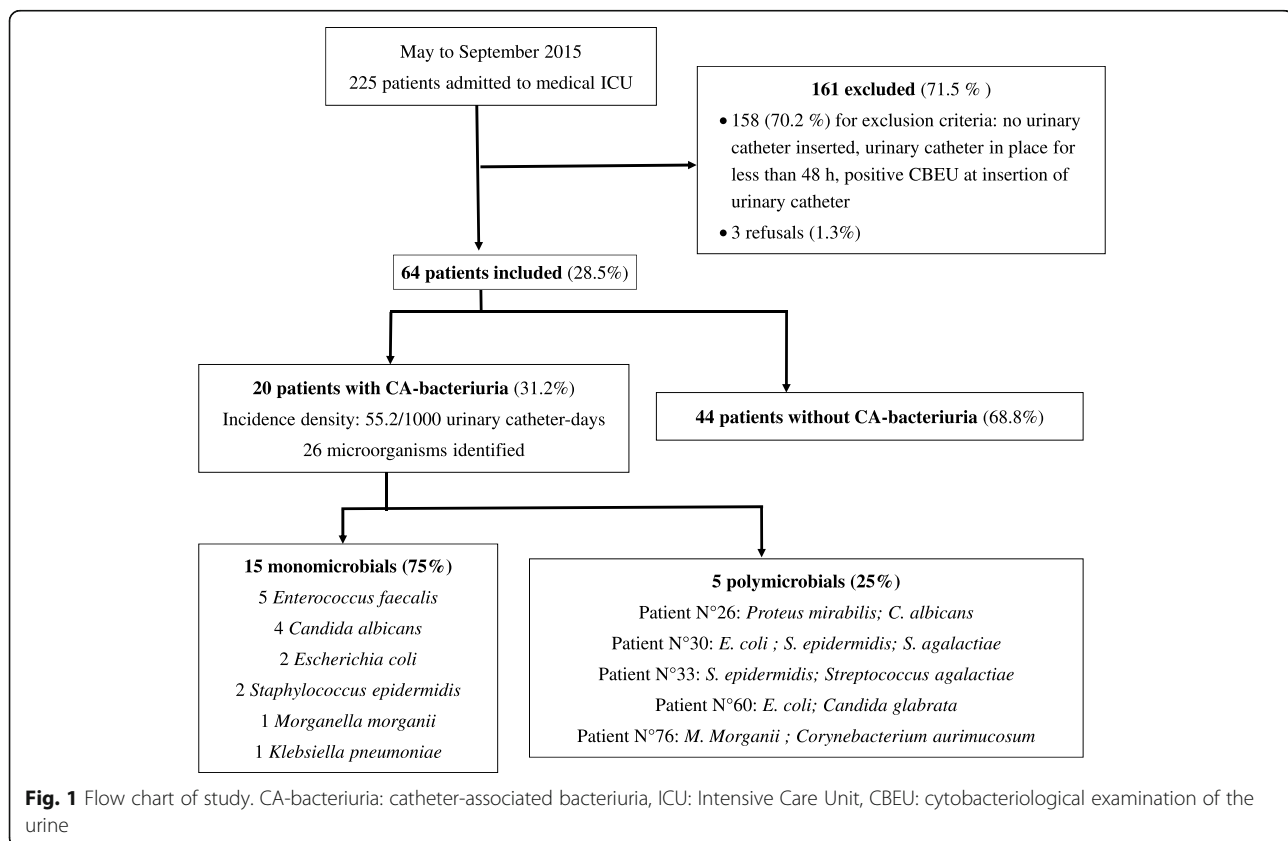 May to September 2015
225 patients admitted to medical ICU
161 excluded (71.5 % )
• 158 (70.2 %) for exclusion criteria: no urinary
catheter inserted, urinary catheter in place for
less than 48 h, positive CBEU at insertion of
urinary catheter
• 3 refusals (1.3%)
64 patients included (28.5%)
20 patients with CA-bacteriuria (31.2%)
Incidence density: 55.2/1000 urinary catheter-days
26 microorganisms identified
44 patients without CA-bacteriuria (68.8%)
15 monomicrobials (75%)
5 Enterococcus faecalis
4 Candida albicans
2 Escherichia coli
2 Staphylococcus epidermidis
1 Morganella morganii
1 Klebsiella pneumoniae
5 polymicrobials (25%)
Patient N°26: Proteus mirabilis; C. albicans
Patient N°30: E. coli ; S. epidermidis; S. agalactiae
Patient N°33: S. epidermidis; Streptococcus agalactiae
Patient N°60: E. coli; Candida glabrata
Patient N°76: M. Morganii ; Corynebacterium aurimucosum
Fig. 1 Flow chart of study. CA-bacteriuria: catheter-associated bacteriuria, ICU: Intensive Care Unit, CBEU: cytobacteriological examination of the
urine